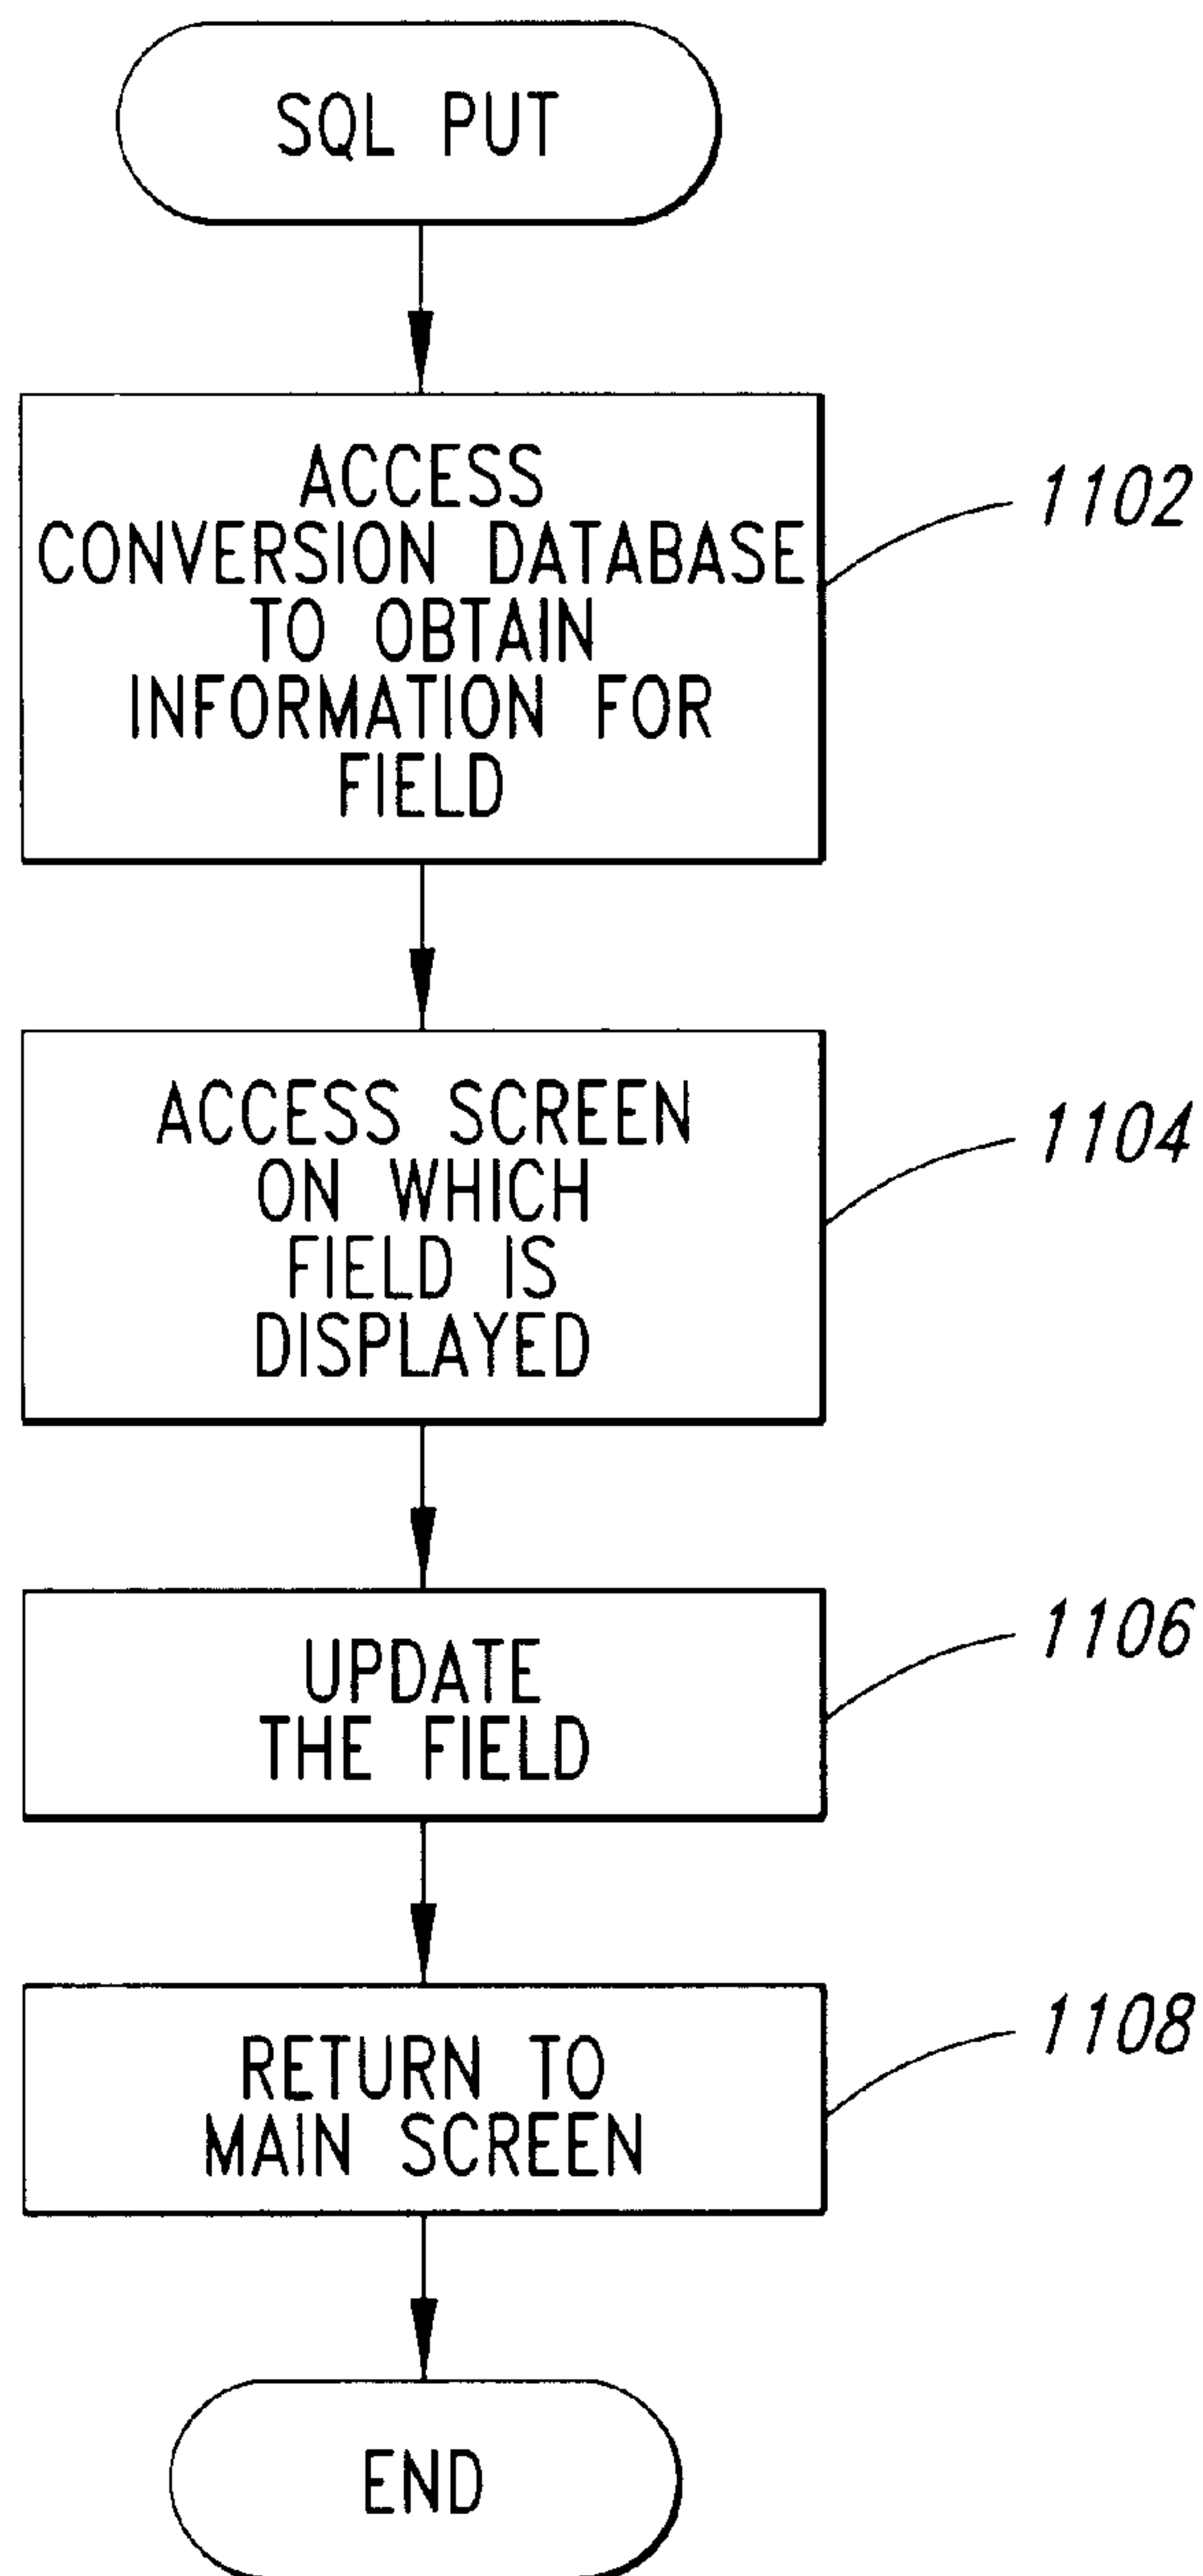 SQL PUT
ACCESS
CONVERSION DATABASE
TO OBTAIN
INFORMATION FOR
FIELD
1102
ACCESS SCREEN
ON WHICH
FIELD IS
DISPLAYED
1104
UPDATE
THE FIELD
1106
RETURN TO
MAIN SCREEN
1108
END